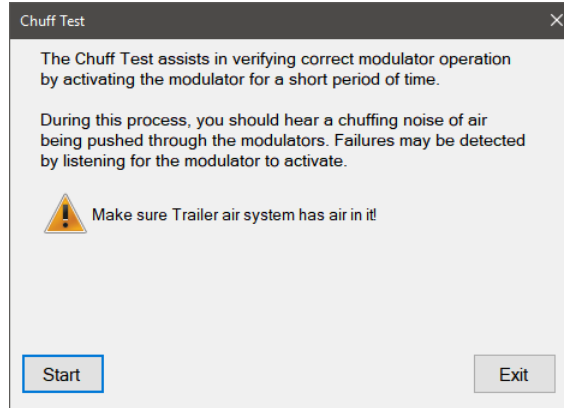 Chuff Test
The Chuff Test assists in verifying correct modulator operation
by activating the modulator for a short period of time.
During this process, you should hear a chuffing noise of air
being pushed through the modulators. Failures may be detected
by listening for the modulator to activate.
Make sure Trailer air system has air in it!
Start
Exit